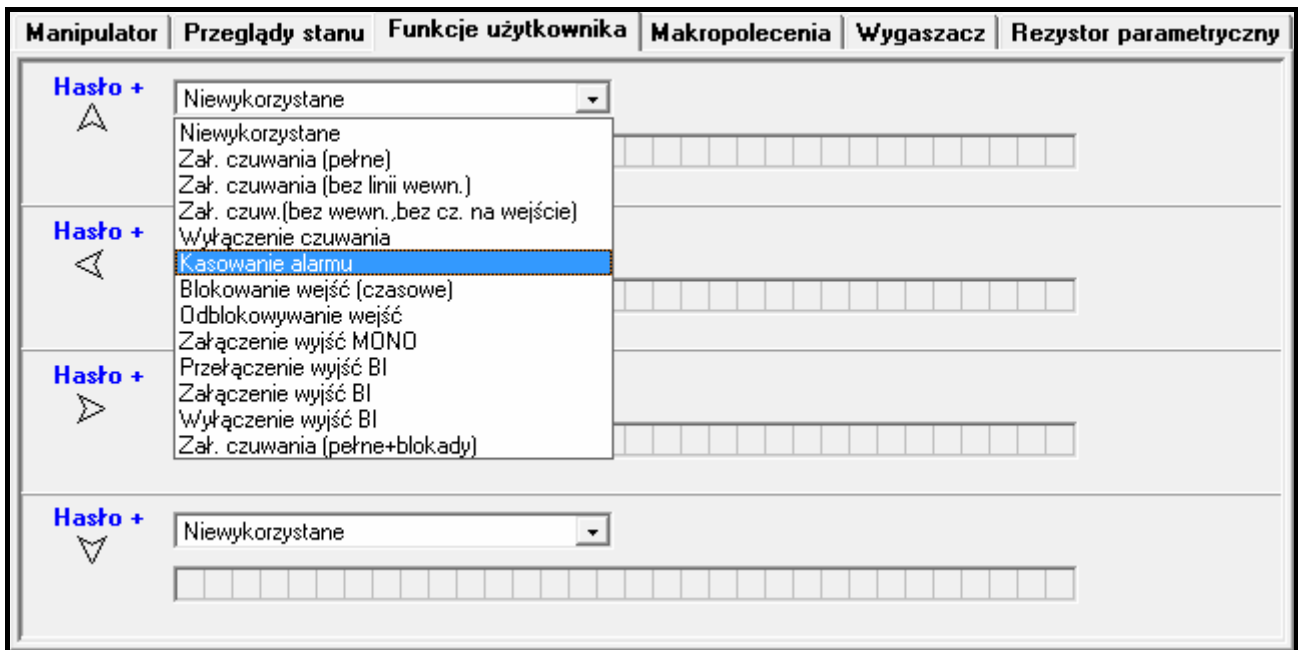 Manipulator Przeglądy stanu Funkcje użytkownika Makropolecenia Wygaszacz Rezystor parametryczny
Hasło +
Niewykorzystane
Niewykorzystane
Zał. czuwania (pełne)
Zał. czuwania (bez linii wewn.)
Zał. czuw.(bez wewn.,bez cz. na wejście)
Hasło +
Wyłączenie czuwania
Kasowanie alarmu
Blokowanie wejść (czasowe)
Odblokowywanie wejść
Załączenie wyjść MONO
Hasło +
Przełączenie wyjść BI
Załączenie wyjść BI
Wyłączenie wyjść BI
Zał. czuwania (pełne+blokady)
Hasło +
Niewykorzystane